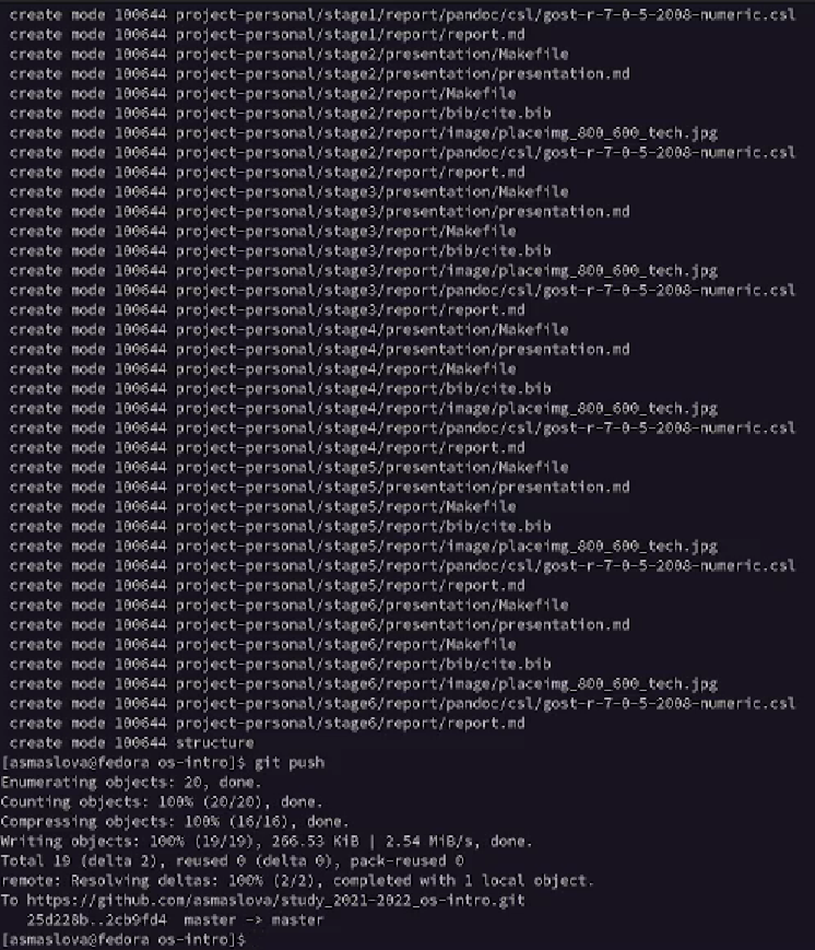 create mode 100644 project-personal/stage1/report/pandoc/csl/gost-r-7-0-5-2008-numeric.csl
create mode 100644 project-personal/stage1/report/report.md
create mode 100644 project-personal/stage2/presentation/Makefile
create mode 100644 project-personal/stage2/presentation/presentation.md
create mode 100644 project-personal/stage2/report/Makefile
create mode 100644 project-personal/stage2/report/bib/cite.bib
create mode 100644 project-personal/stage2/report/image/placeimg_800_600_tech.jpg
create mode 100644 project-personal/stage2/report/pandoc/csl/gost-r-7-0-5-2008-numeric.csl
create mode 100644 project-personal/stage2/report/report.md
create mode 100644 project-personal/stage3/presentation/Makefile
create mode 100644 project-personal/stage3/presentation/presentation.md
create mode 100644 project-personal/stage3/report/Makefile
create mode 100644 project-personal/stage3/report/bib/cite.bib
create mode 100644 project-personal/stage3/report/image/placeimg_800_600_tech.jpg
create mode 100644 project-personal/stage3/report/pandoc/csl/gost-r-7-0-5-2008-numeric.csl
create mode 100644 project-personal/stage3/report/report.md
create mode 100644 project-personal/stage4/presentation/Makefile
create mode 100644 project-personal/stage4/presentation/presentation.md
create mode 100644 project-personal/stage4/report/Makefile
create mode 100644 project-personal/stage4/report/bib/cite.bib
create mode 100644 project-personal/stage4/report/image/placeimg_800_600_tech.jpg
create mode 100644 project-personal/stage4/report/pandoc/csl/gost-r-7-0-5-2008-numeric.csl
create mode 100644 project-personal/stage4/report/report.md
create mode 100644 project-personal/stage5/presentation/Makefile
create mode 100644 project-personal/stage5/presentation/presentation.md
create mode 100644 project-personal/stage5/report/Makefile
create mode 100644 project-personal/stage5/report/bib/cite.bib
create mode 100644 project-personal/stage5/report/image/placeimg_800_600_tech.jpg
create mode 100644 project-personal/stage5/report/pandoc/csl/gost-r-7-0-5-2008-numeric.csl
create mode 100644 project-personal/stage5/report/report.md
create mode 100644 project-personal/stage6/presentation/Makefile
create mode 100644 project-personal/stage6/presentation/presentation.md
create mode 100644 project-personal/stage6/report/Makefile
create mode 100644 project-personal/stage6/report/bib/cite.bib
create mode 100644 project-personal/stage6/report/image/placeimg_800_600_tech.jpg
create mode 100644 project-personal/stage6/report/pandoc/csl/gost-r-7-0-5-2008-numeric.csl
create mode 100644 project-personal/stage6/report/report.md
create mode 100644 structure
[asmaslova@fedora os-intro]$ git push
Enumerating objects: 20, done.
Counting objects: 100% (20/20), done.
Compressing objects: 100% (16/16), done.
Writing objects: 100% (19/19), 266.53 KiB | 2.54 MiB/s, done.
Total 19 (delta 2), reused 0 (delta 0), pack-reused 0
remote: Resolving deltas: 100% (2/2), completed with 1 local object.
To https://github.com/asmaslova/study_2021-2022_os-intro.git
25d228b..2cb9fd4 master -> master
[asmaslova@fedora os-intro]$